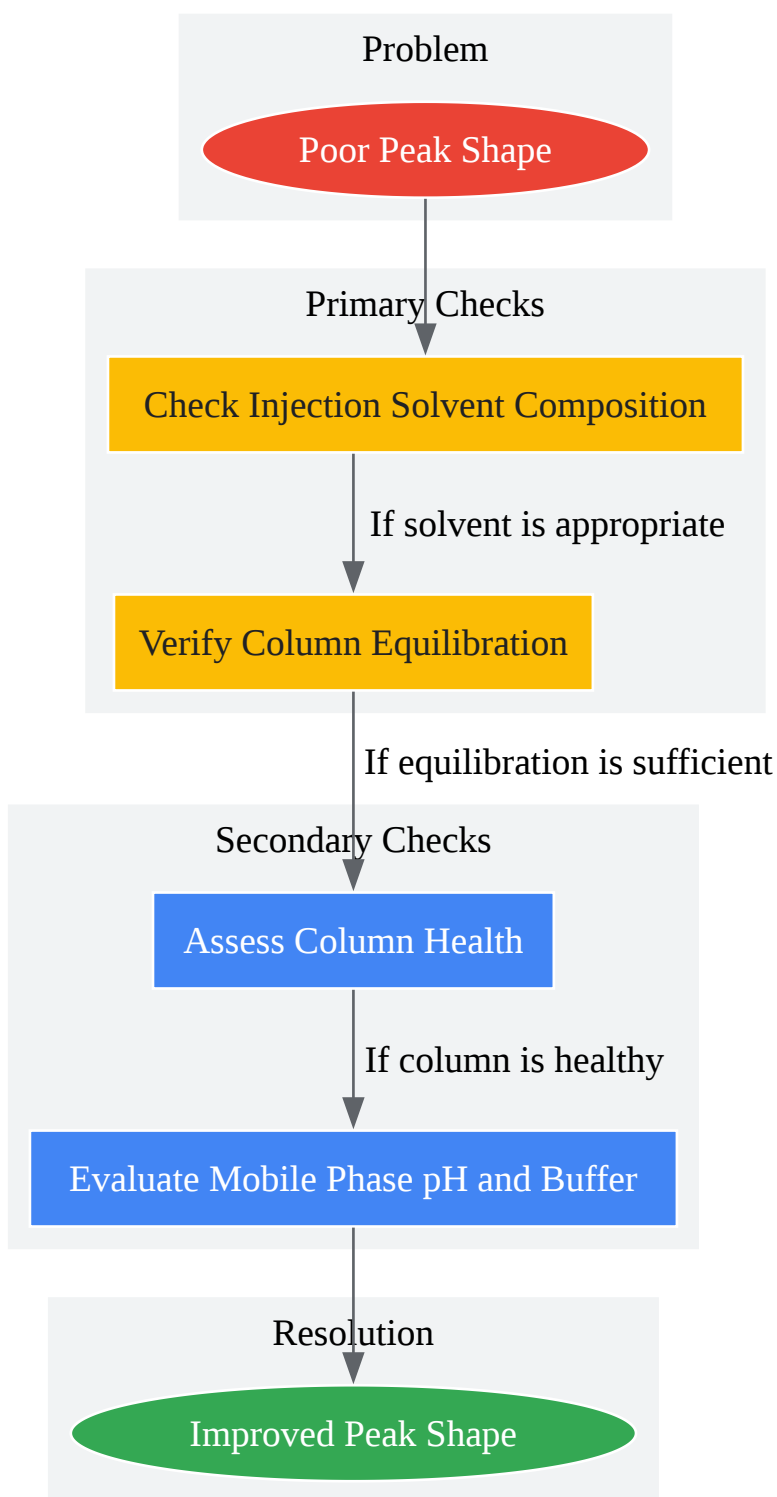 Problem
Poor Peak Shape
Primary Checks
Check Injection Solvent Composition
If solvent is appropriate
Verify Column Equilibration
If equilibration is sufficient
Secondary Checks
Assess Column Health
If column is healthy
Evaluate Mobile Phase pH and Buffer
Resolution
Improved Peak Shape